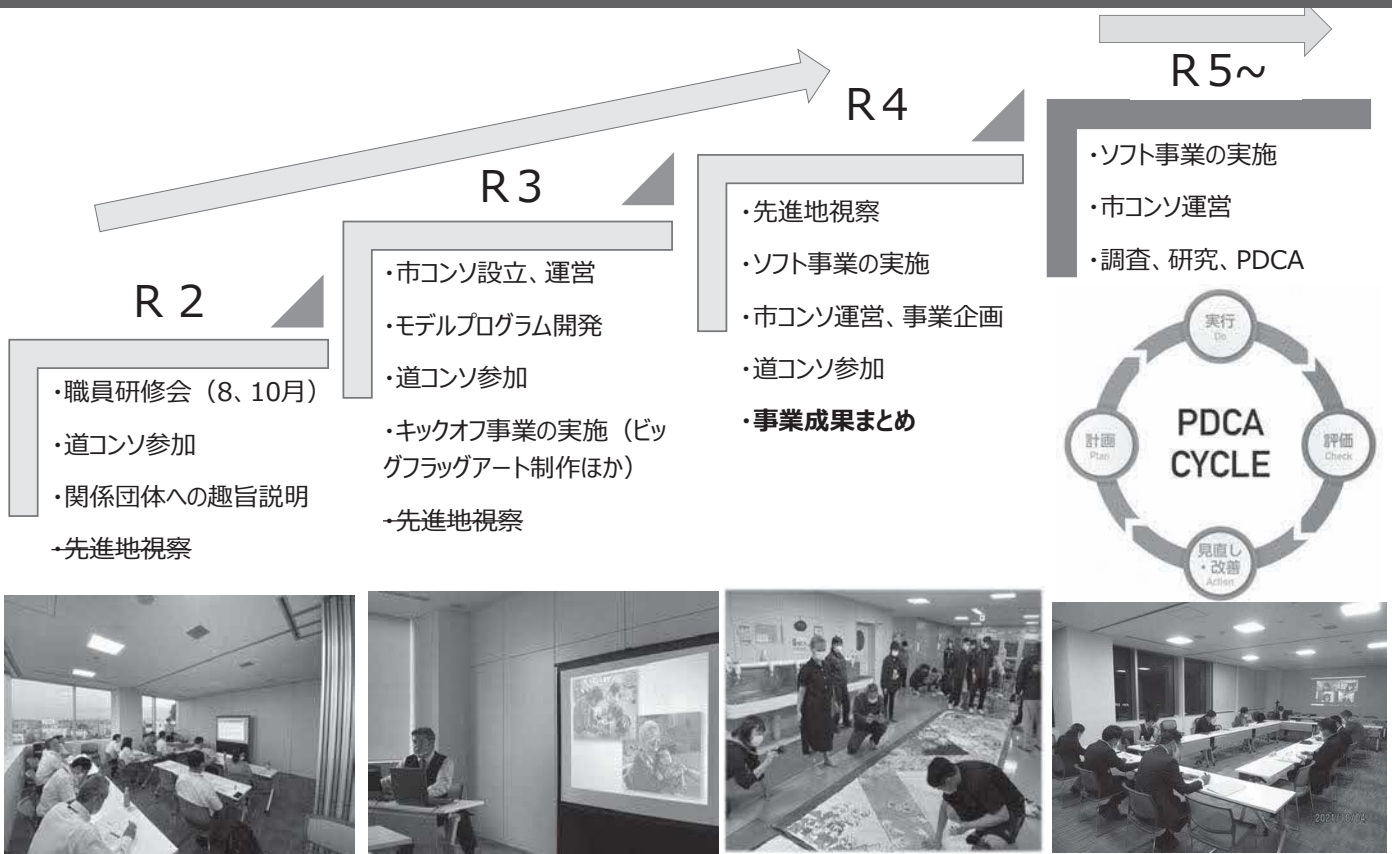 R 2
・職員研修会（8、10月）
・道コンソ参加
・関係団体への趣旨説明
・先進地視察
R 3
・市コンソ設立、運営
・モデルプログラム開発
・道コンソ参加
・キックオフ事業の実施（ビッ
グフラッグアート制作ほか）
・先進地視察
R 4
・先進地視察
・ソフト事業の実施
・市コンソ運営、事業企画
・道コンソ参加
・事業成果まとめ
R 5~
・ソフト事業の実施
・市コンソ運営
・調査、研究、PDCA
実行
Do
計画
Plan
PDCA
CYCLE
評価
Check
見直し
・改善
Action